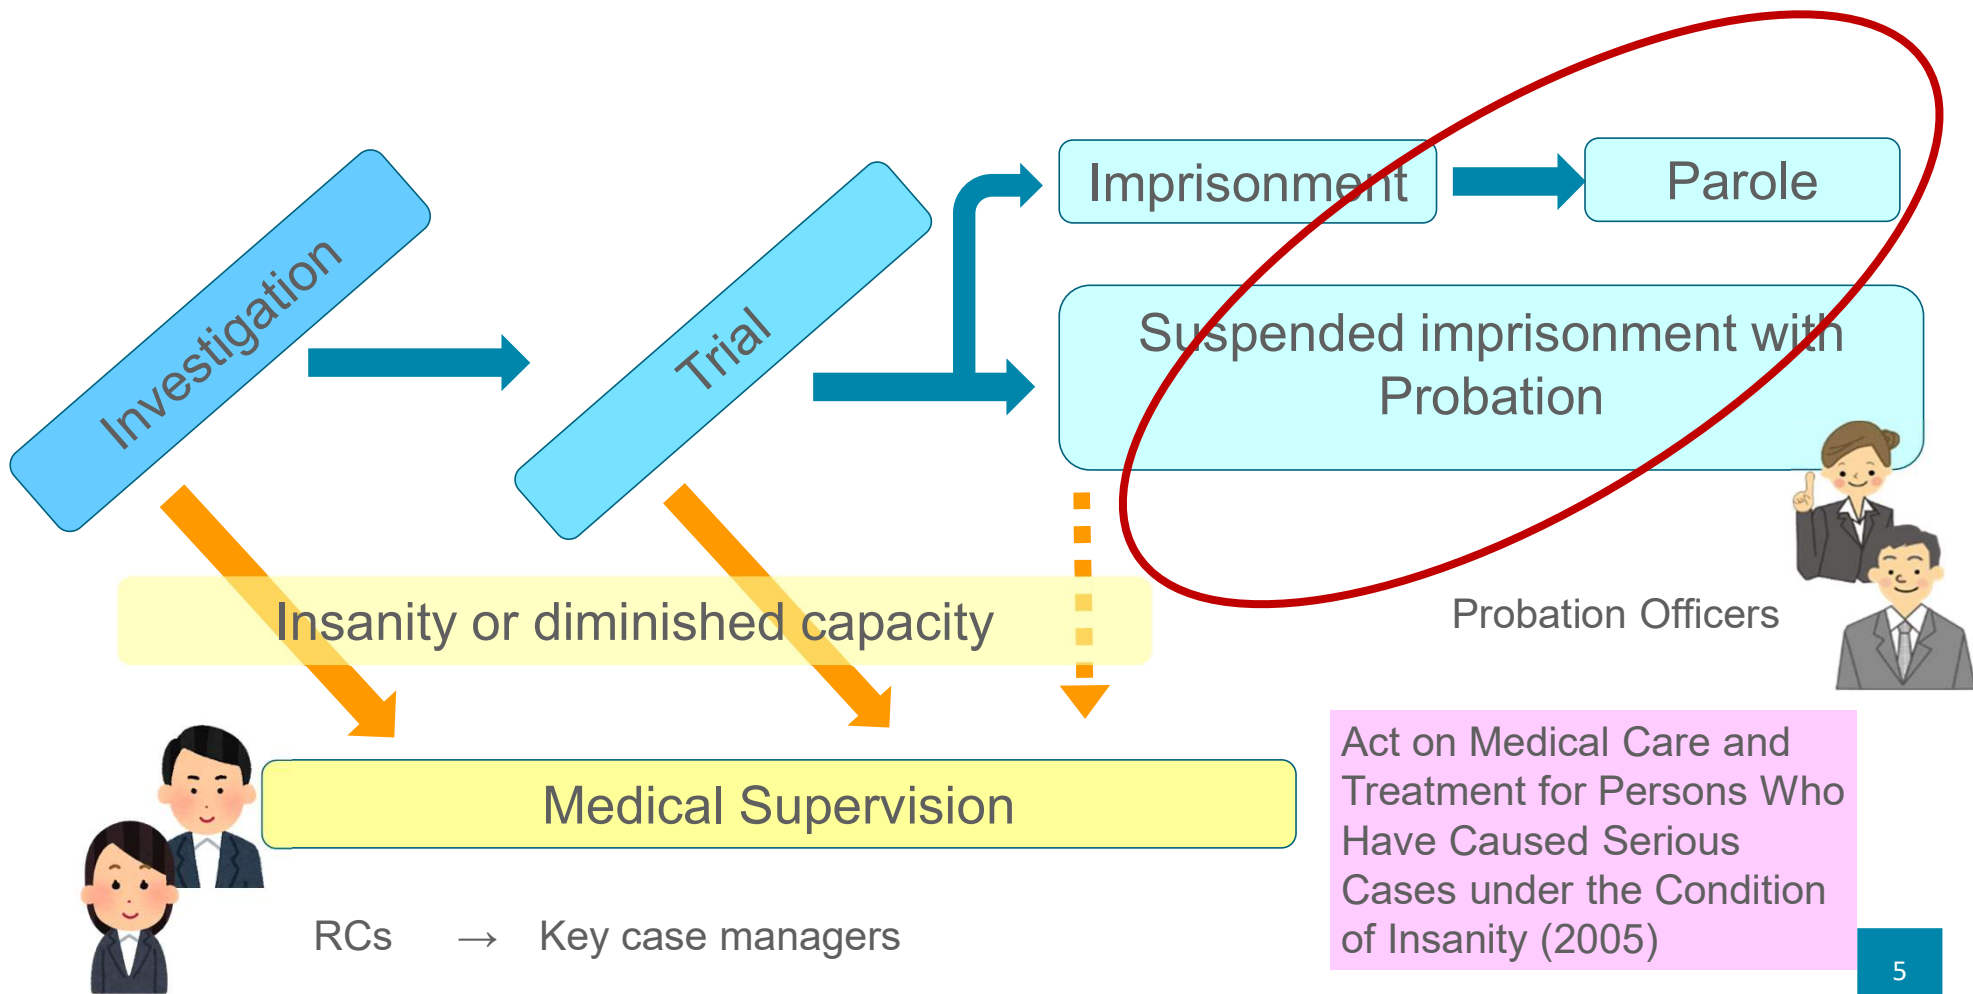 Investigation
Trial
Imprisonment
Parole
Suspended imprisonment with
Probation
Insanity or diminished capacity
Probation Officers
Medical Supervision
RCs → Key case managers
Act on Medical Care and
Treatment for Persons Who
Have Caused Serious
Cases under the Condition
of Insanity (2005)
5